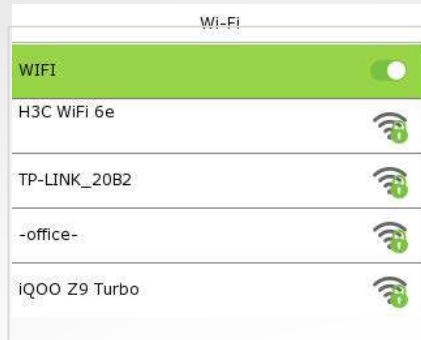 Wi-Fi
WIFI
H3C WiFi 6e
TP-LINK_20B2
-office-
iQOO Z9 Turbo